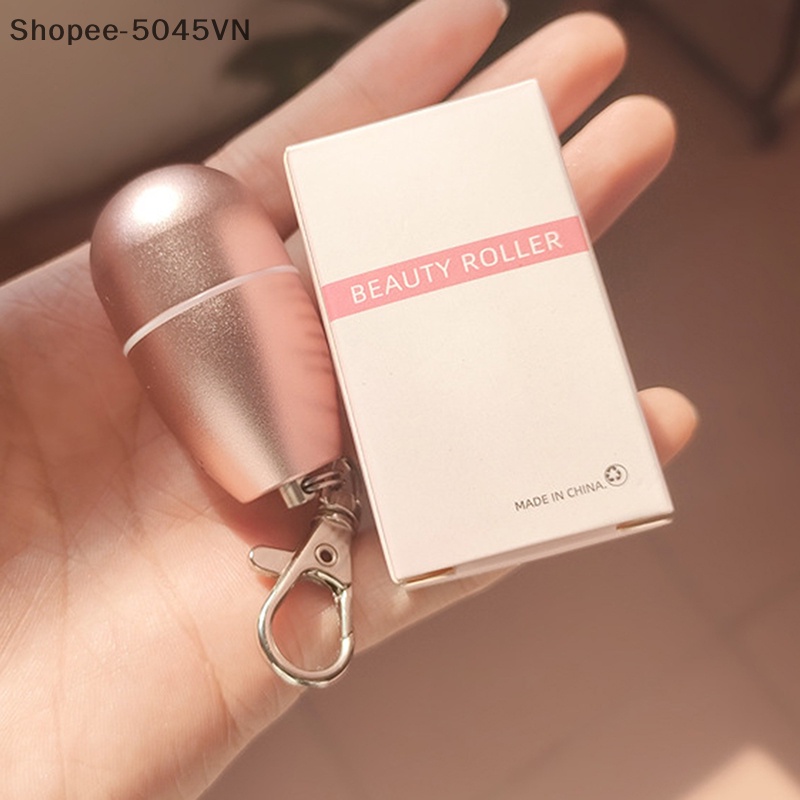 Shopee-5045VN
BEAUTY ROLLER
MADE IN CHINA.